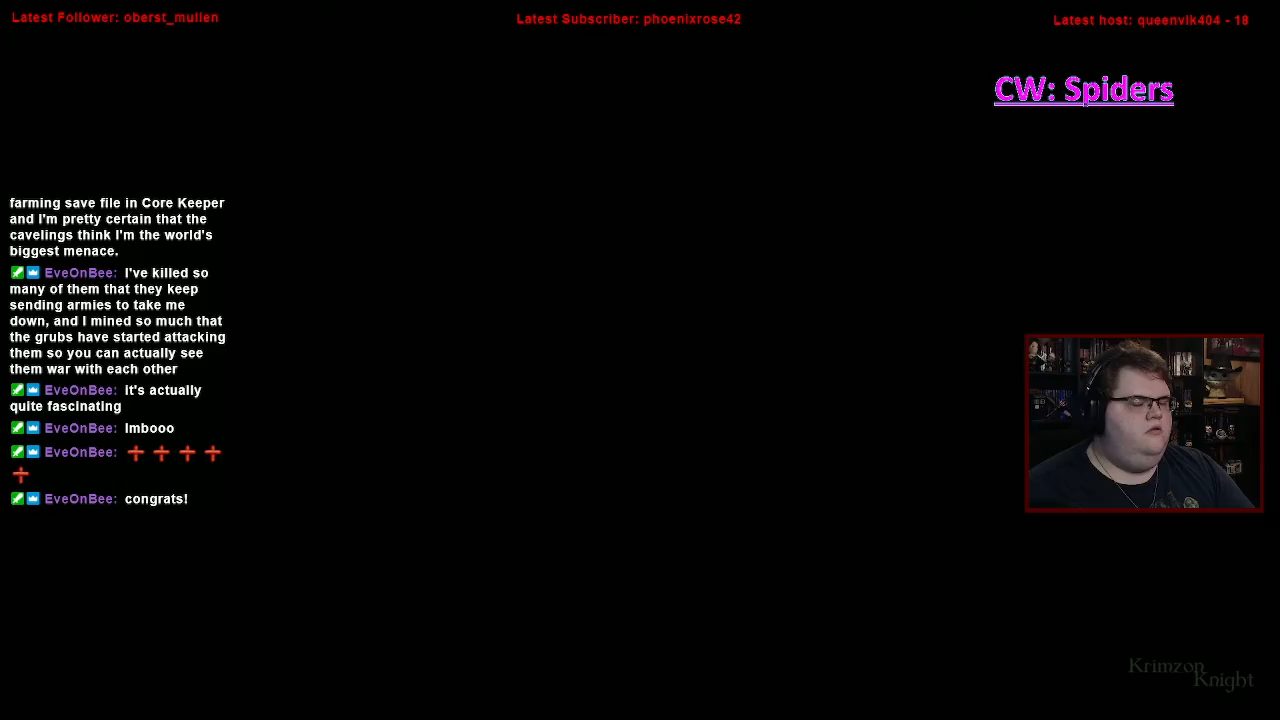 Latest Follower: oberst_mullen
Latest Subscriber: phoenixrose42
Latest host: queenvik404 - 18
CW: Spiders
farming save file in Core Keeper
and I'm pretty certain that the
cavelings think I'm the world's
biggest menace.
EveOnBee: I've killed so
many of them that they keep
sending armies to take me
down, and I mined so much that
the grubs have started attacking
them so you can actually see
them war with each other
EveOnBee: it's actually
quite fascinating
EveOnBee: lmbooo
EveOnBee:
EveOnBee: congrats!
Krimzon
Knight